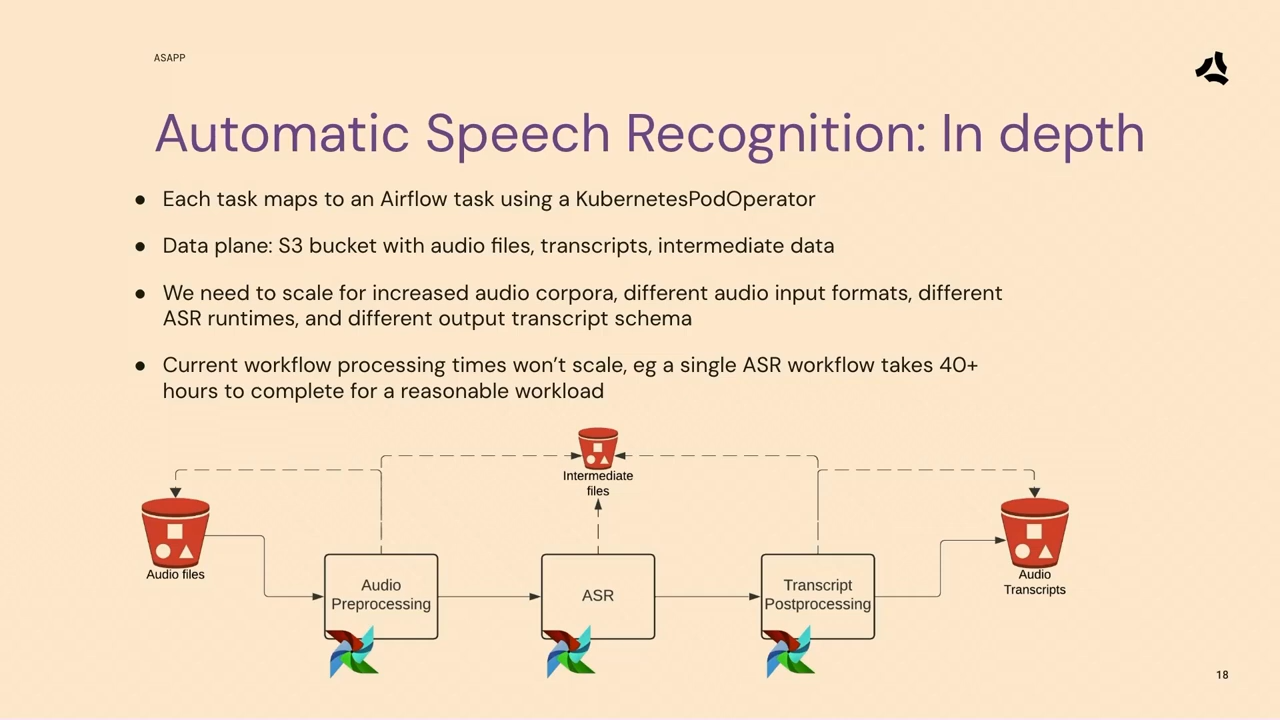 ASAPP
Automatic Speech Recognition: In depth
● Each task maps to an Airflow task using a KubernetesPodOperator
● Data plane: S3 bucket with audio files, transcripts, intermediate data
● We need to scale for increased audio corpora, different audio input formats, different
ASR runtimes, and different output transcript schema
● Current workflow processing times won’t scale, eg a single ASR workflow takes 40+
hours to complete for a reasonable workload
Intermediate
files
Audio files
Audio
Preprocessing
ASR
Transcript
Postprocessing
Audio
Transcripts
18